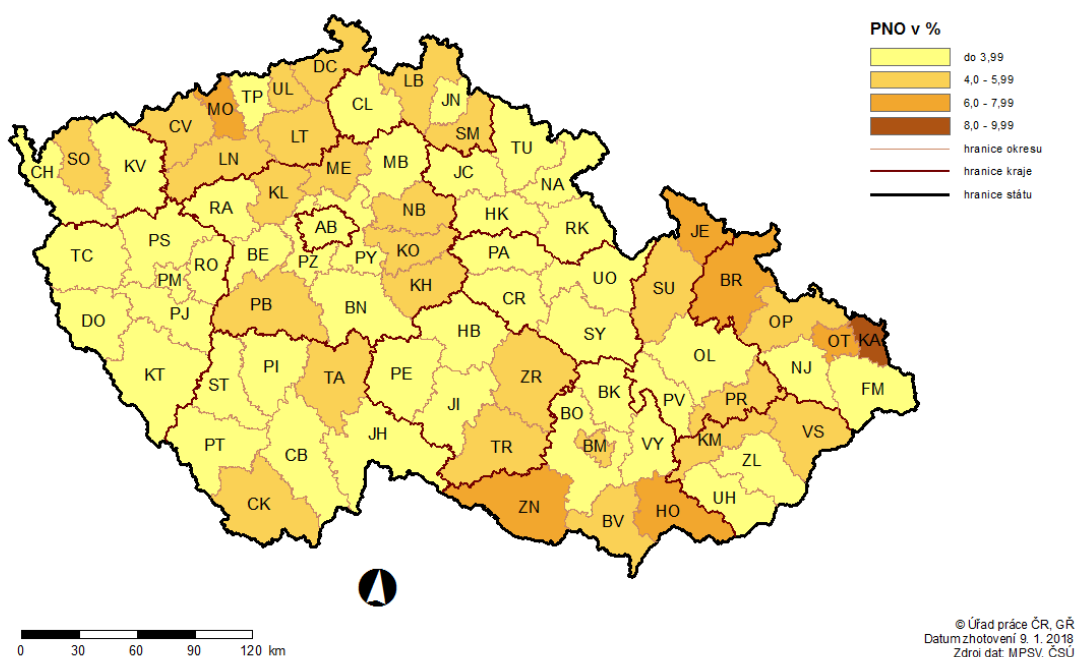 PNO v %
do 3,99
4,0 - 5,99
6,0 - 7,99
8,0 - 9,99
hranice okresu
hranice kraje
hranice státu
DC
LB
UL
TP
MO
CL
JN
CV
LT
SM
TU
SO
KV
LN
ME
MB
CH
JC
NA
KL
RA
NB
HK
AB
RK
JE
PS
TC
RO
BE
PZ
PY
KO
PA
UO
BR
SU
PM
KH
CR
PB
BN
DO
PJ
HB
SY
OP
OT
KA
OL
NJ
KT
ST
PI
TA
PE
ZR
FM
JI
BK
PV
PR
BO
PT
CB
JH
TR
BM
VY
KM
VS
ZL
UH
CK
ZN
BV
HO
0 30 60 90 120 km
© Úřad práce ČR, GŘ
Datum zhotovení 9. 1. 2018
Zdroj dat: MPSV, ČSÚ